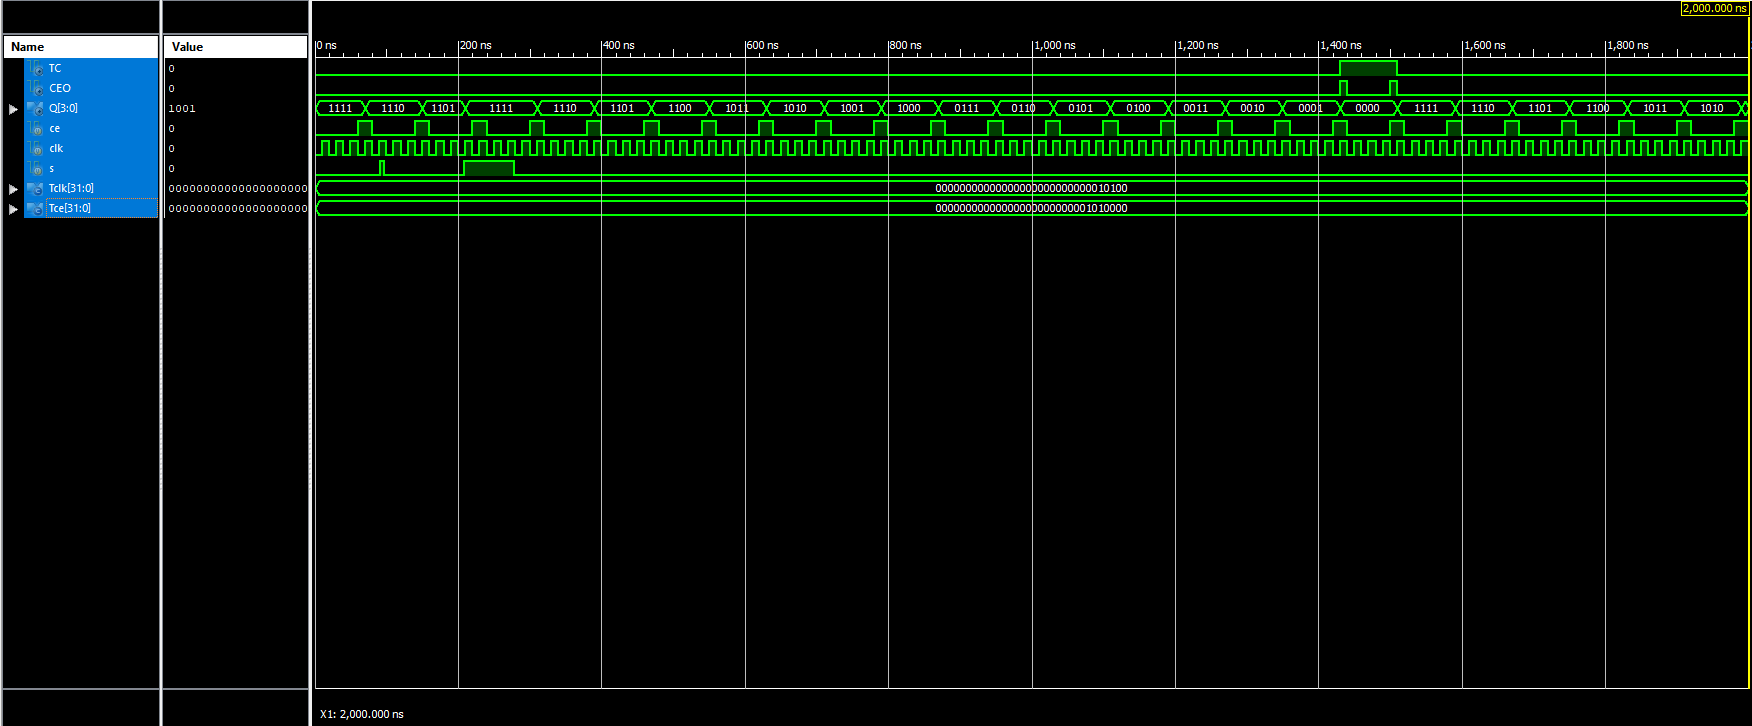 2,000.000 ns
Name Value
0 ns 200 ns 400 ns 600 ns 800 ns 1,000 ns 1,200 ns 1,400 ns 1,600 ns 1,800 ns
TC 0
CEO 0
Q[3:0] 1001 1111 1110 1101 1111 1110 1101 1100 1011 1010 1001 1000 0111 0110 0101 0100 0011 0010 0001 0000 1111 1110 1101 1100 1011 1010
ce 0
clk 0
s 0
Tclk[31:0] 00000000000000000000 00000000000000000000000000010100
Tce[31:0] 00000000000000000000 00000000000000000000000001010000
X1: 2,000.000 ns